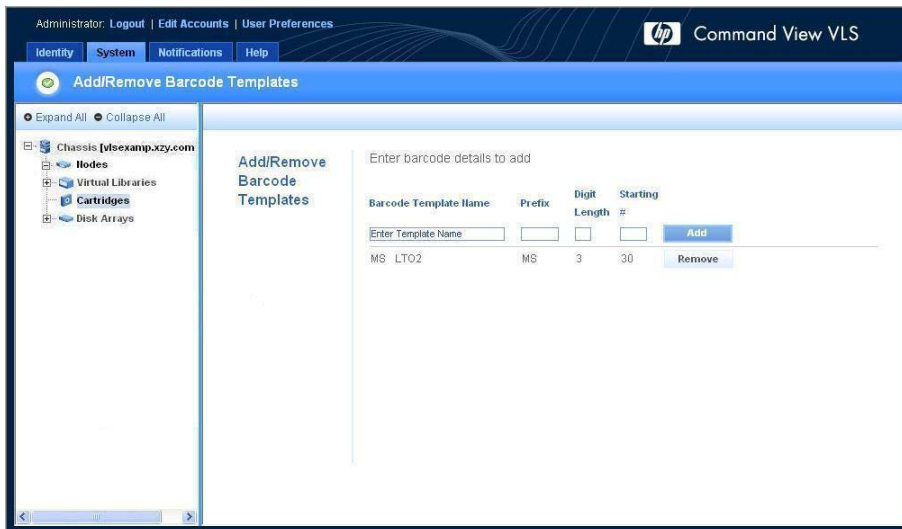 Administrator: Logout | Edit Accounts | User Preferences
hp Command View VLS
Identity System Notifications Help
Add/Remove Barcode Templates
Expand All Collapse All
Chassis [vlsexamp.xzy.com
Nodes
Virtual Libraries
Cartridges
Disk Arrays
Add/Remove
Barcode
Templates
Enter barcode details to add
Barcode Template Name Prefix Digit Length Starting #
Enter Template Name Add
MS LTO2 MS 3 30 Remove